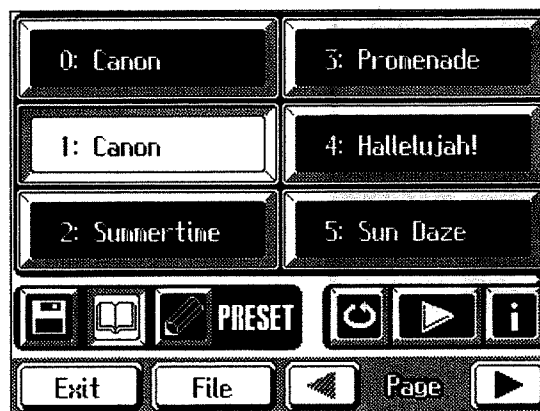 0: Canon
3: Promenade
1: Canon
4: Hallelujah!
2: Summertime
5: Sun Daze
PRESET
i
Exit
File
Page